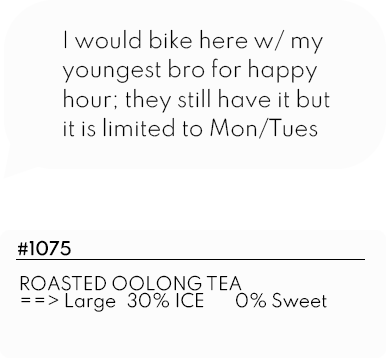 I would bike here w/ my
youngest bro for happy
hour; they still have it but
it is limited to Mon/Tues
#1075
ROASTED OOLONG TEA
==> Large 30% ICE 0% Sweet